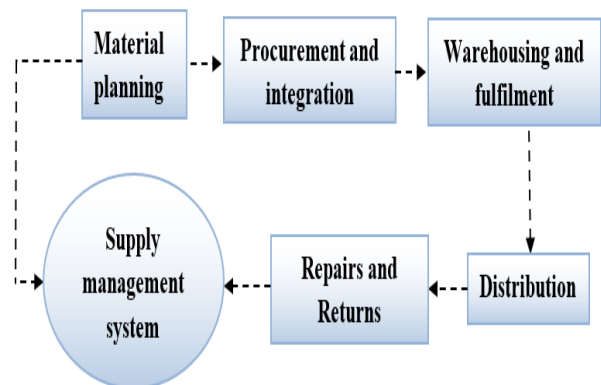 Material
planning
Procurement and
integration
Warehousing and
fulfilment
Supply
management
system
Repairs and
Returns
Distribution